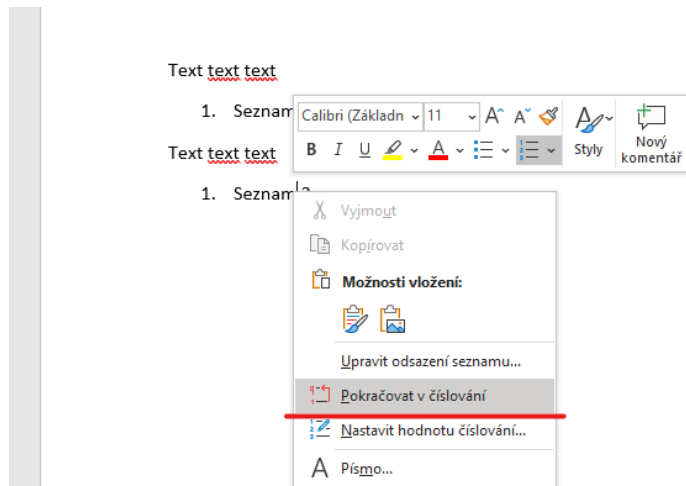 Text text text
1. Seznam
Calibri (Základn 11 A A
B I U A Styly Nový komentář
Text text text
1. Seznam
Vyjmout
Kopírovat
Možnosti vložení:
Upravit odsazení seznamu...
Pokračovat v číslování
Nastavit hodnotu číslování...
A Písmo...